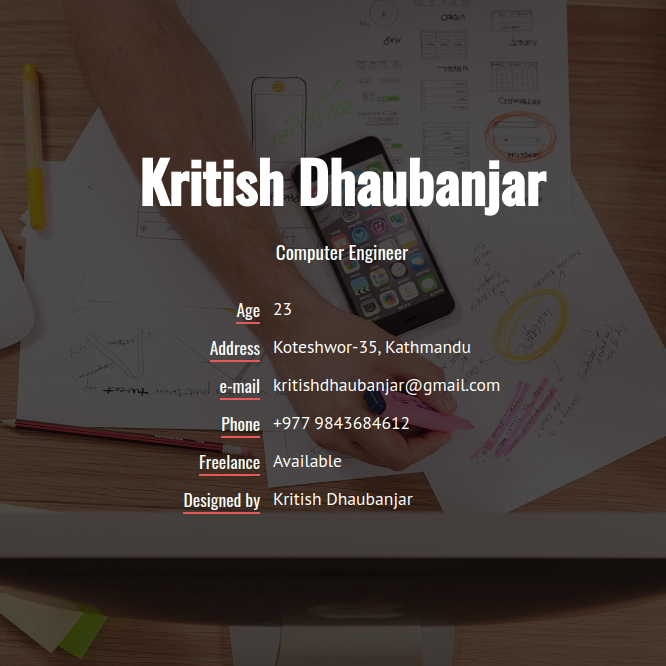 Kritish Dhaubanjar
Computer Engineer
Age 23
Address Koteshwor-35, Kathmandu
e-mail kritishdhaubanjar@gmail.com
Phone +977 9843684612
Freelance Available
Designed by Kritish Dhaubanjar